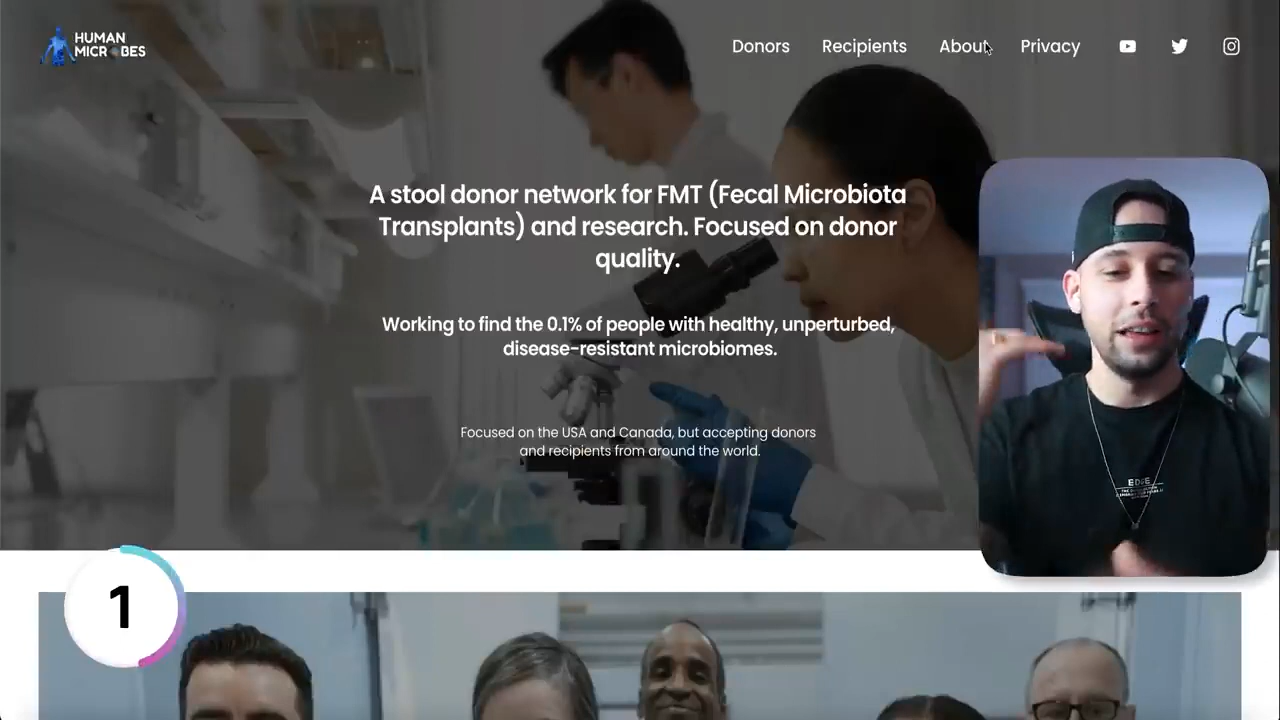 HUMAN
MICROBES
Donors
Recipients
About
Privacy
A stool donor network for FMT (Fecal Microbiota
Transplants) and research. Focused on donor
quality.
Working to find the 0.1% of people with healthy, unperturbed,
disease-resistant microbiomes.
Focused on the USA and Canada, but accepting donors
and recipients from around the world.
1